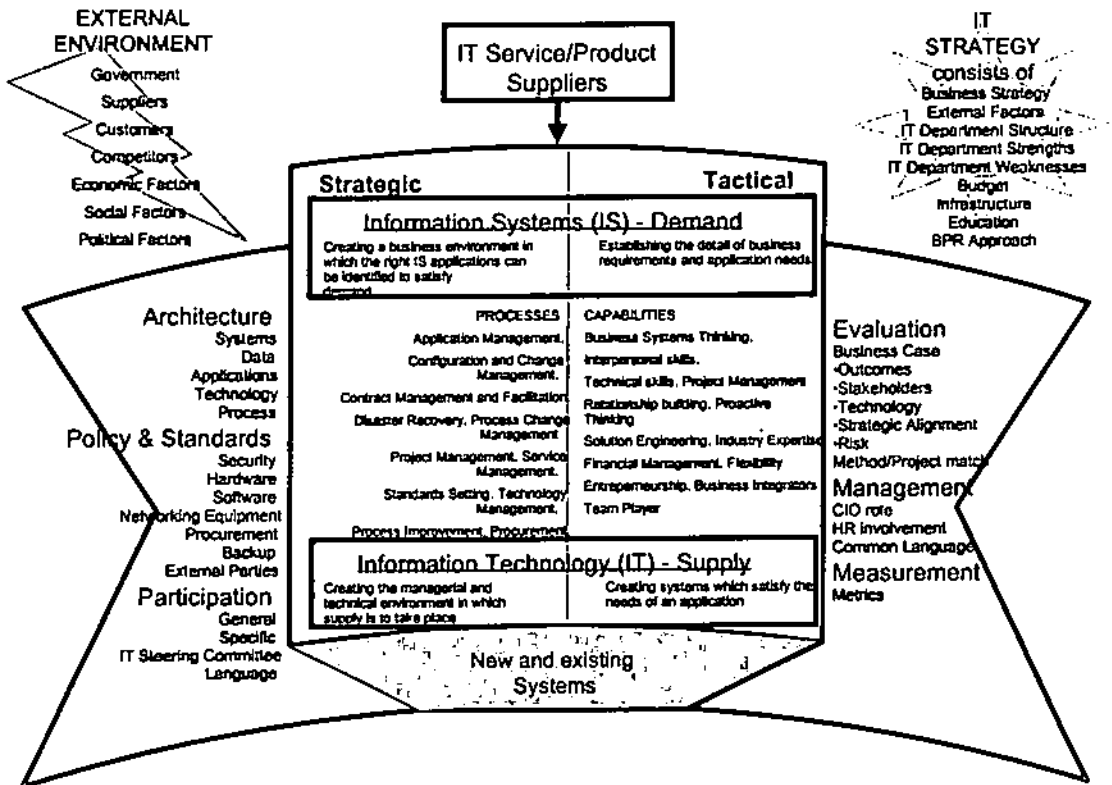 EXTERNAL
ENVIRONMENT
Government
Suppliers
Customers
Competitors
Economic Factors
Social Factors
Political Factors
IT Service/Product
Suppliers
IT
STRATEGY
consists of
Business Strategy
External Factors
IT Department Structure
IT Department Strengths
IT Department Weaknesses
Budget
Infrastructure
Education
BPR Approach
Strategic
Tactical
Information Systems (IS) - Demand
Creating a business environment in
which the right IS applications can
be identified to satisfy
demand
Establishing the detail of business
requirements and application needs
Architecture
Systems
Data
Applications
Technology
Process
Policy & Standards
Security
Hardware
Software
Networking Equipment
Procurement
Backup
External Parties
Participation
General
Specific
IT Steering Committee
Language
PROCESSES
Application Management,
Configuration and Change
Management,
Contract Management and Facilitation
Disaster Recovery, Process Change
Management
Project Management, Service
Management,
Standards Setting, Technology
Management,
Process Improvement, Procurement
CAPABILITIES
Business Systems Thinking,
Interpersonal skills,
Technical skills, Project Management
Relationship building, Proactive
Thinking
Solution Engineering, Industry Expertise
Financial Management, Flexibility
Entrepreneurship, Business Integrators
Team Player
Evaluation
Business Case
•Outcomes
•Stakeholders
•Technology
•Strategic Alignment
•Risk
Method/Project match
Management
CIO role
HR involvement
Common Language
Measurement
Metrics
Information Technology (IT) - Supply
Creating the managerial and
technical environment in which
supply is to take place
Creating systems which satisfy the
needs of an application
New and existing
Systems